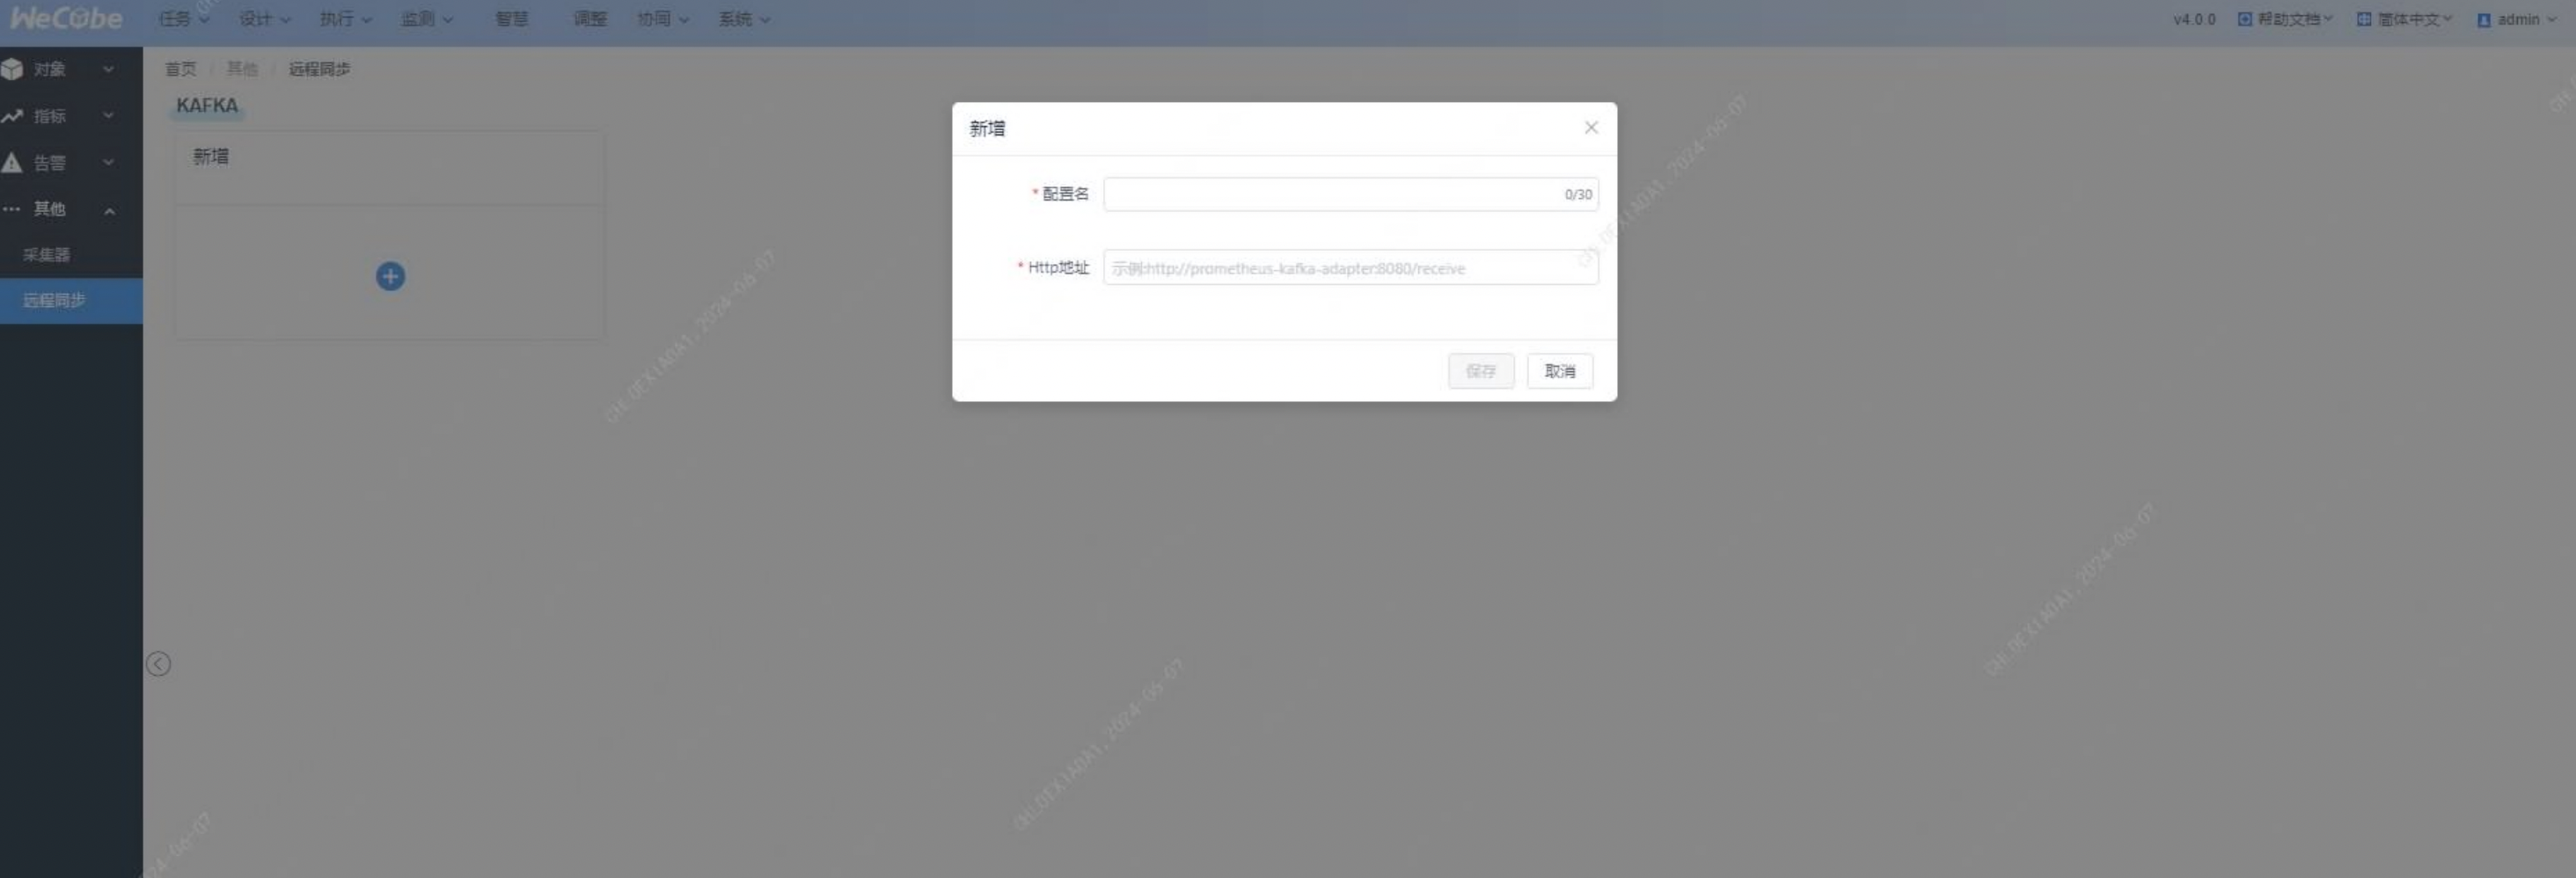 WeCube 任务 设计 执行 监测 智慧 调整 协同 系统 v4.0.0 帮助文档 简体中文 admin
对象
指标
告警
其他
采集器
远程同步
首页 / 其他 / 远程同步
KAFKA
新增
新增
* 配置名 0/30
* Http地址 示例:http://prometheus-kafka-adapter:8080/receive
保存 取消